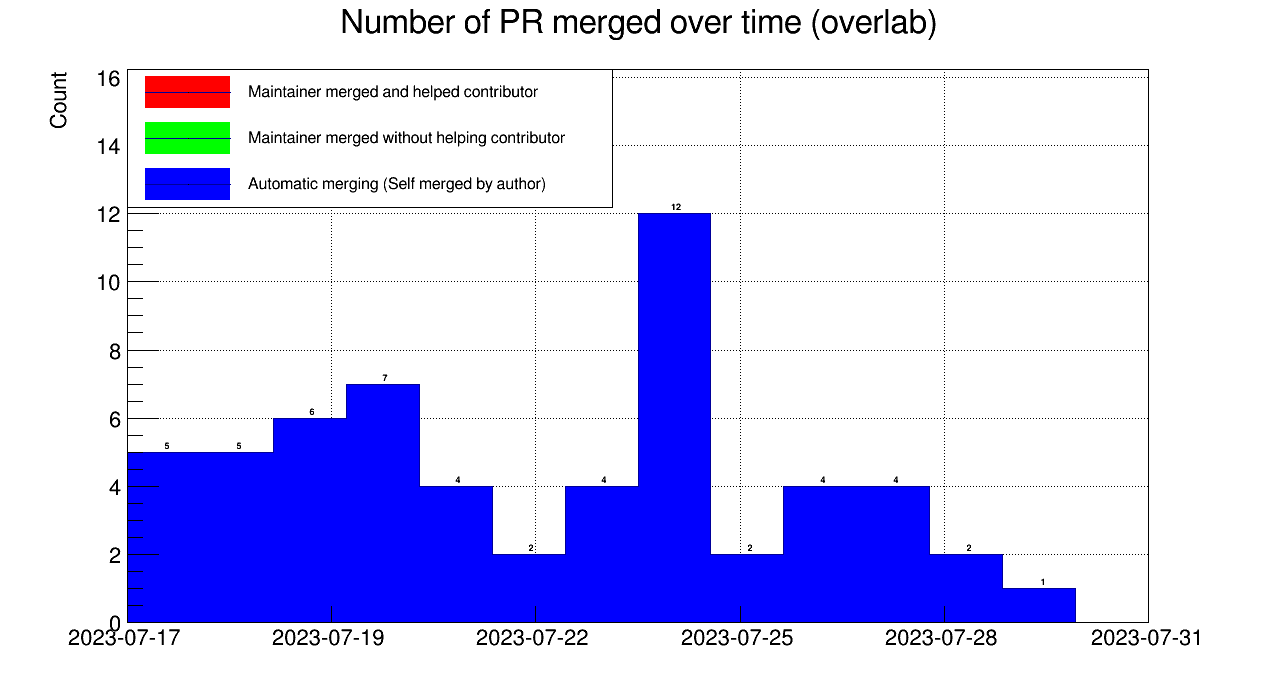 Number of PR merged over time (overlab)
Count
Maintainer merged and helped contributor
Maintainer merged without helping contributor
Automatic merging (Self merged by author)
16
14
12
10
8
6
4
2
0
5 5 6 7 4 2 4 12 2 4 4 2 1
2023-07-17 2023-07-19 2023-07-22 2023-07-25 2023-07-28 2023-07-31